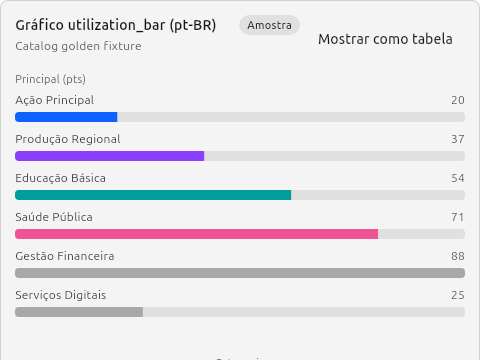 Gráfico utilization_bar (pt-BR)
Amostra
Mostrar como tabela
Catalog golden fixture
Principal (pts)
Ação Principal 20
Produção Regional 37
Educação Básica 54
Saúde Pública 71
Gestão Financeira 88
Serviços Digitais 25